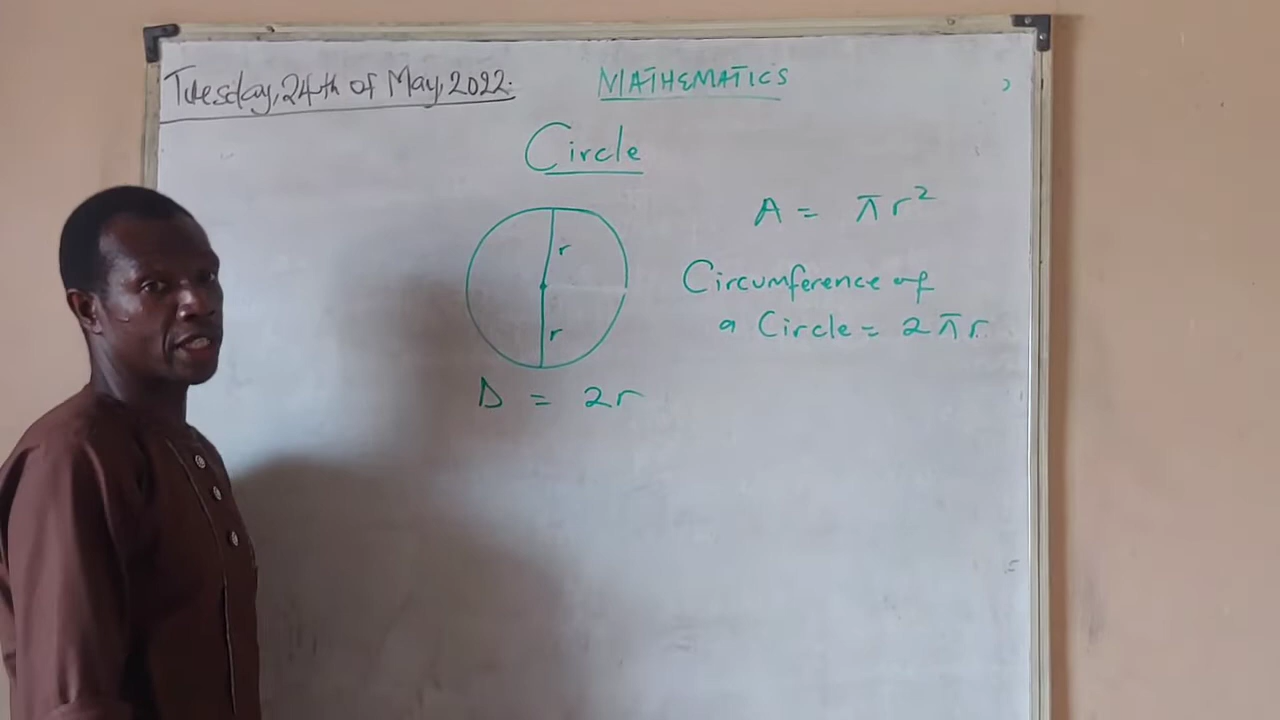 Tuesday, 24th of May, 2022.
MATHEMATICS
Circle
r
r
D = 2r
A = πr²
Circumference of
a Circle = 2πr